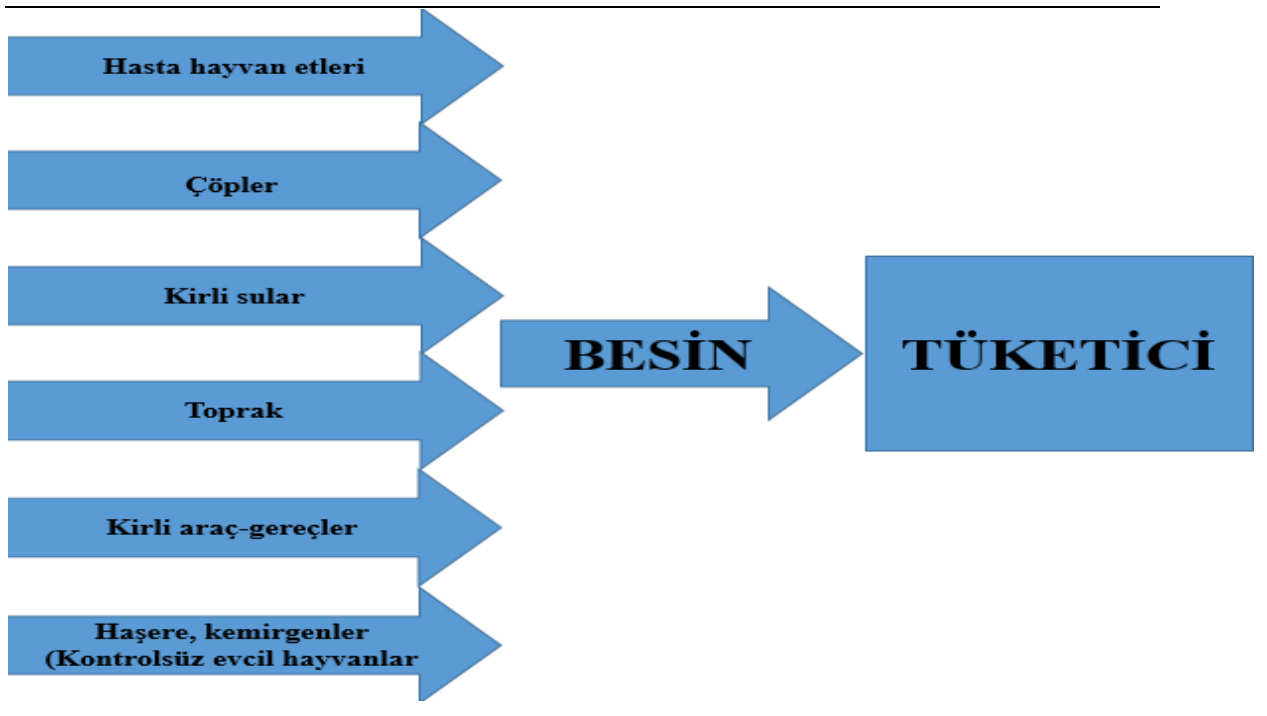 Hasta hayvan etleri
Çöpler
Kirli sular
Toprak
Kirli araç-gereçler
Haşere, kemirgenler
(Kontrolsüz evcil hayvanlar
BESİN
TÜKETİCİ